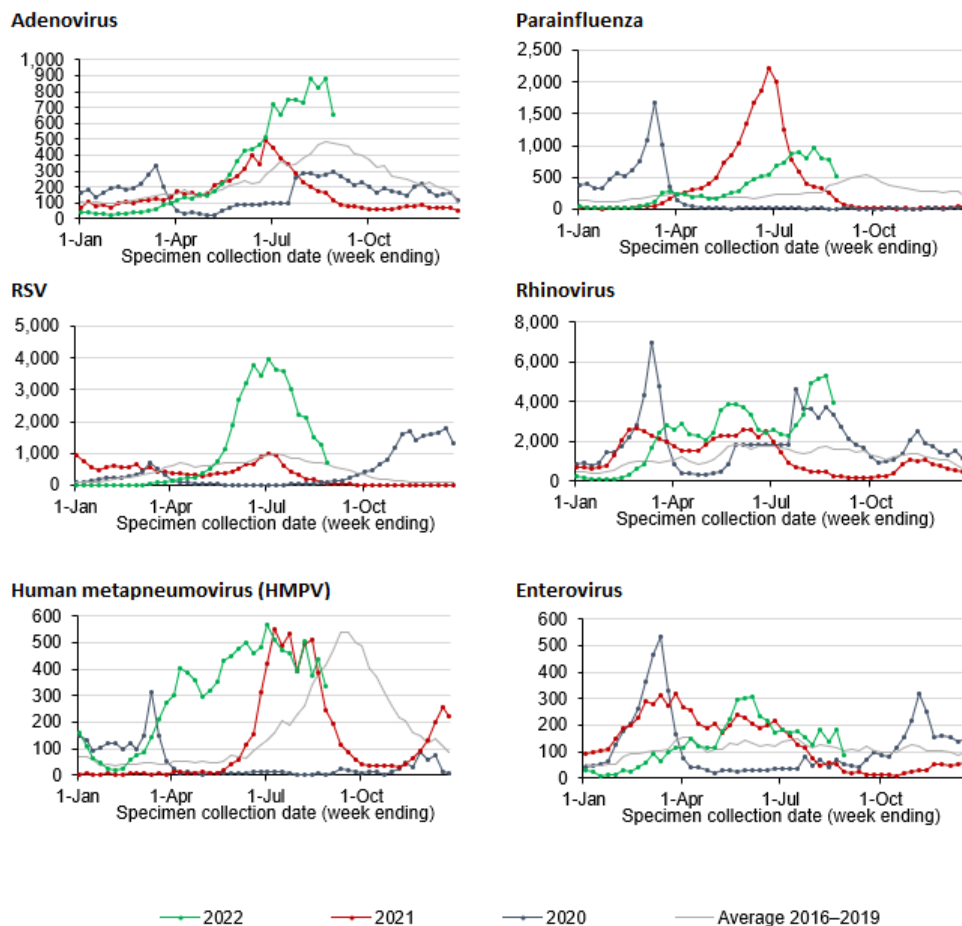 Adenovirus
1,000
900
800
700
600
500
400
300
200
100
0
1-Jan 1-Apr 1-Jul 1-Oct
Specimen collection date (week ending)
Parainfluenza
2,500
2,000
1,500
1,000
500
0
1-Jan 1-Apr 1-Jul 1-Oct
Specimen collection date (week ending)
RSV
5,000
4,000
3,000
2,000
1,000
0
1-Jan 1-Apr 1-Jul 1-Oct
Specimen collection date (week ending)
Rhinovirus
8,000
6,000
4,000
2,000
0
1-Jan 1-Apr 1-Jul 1-Oct
Specimen collection date (week ending)
Human metapneumovirus (HMPV)
600
500
400
300
200
100
0
1-Jan 1-Apr 1-Jul 1-Oct
Specimen collection date (week ending)
Enterovirus
600
500
400
300
200
100
0
1-Jan 1-Apr 1-Jul 1-Oct
Specimen collection date (week ending)
2022 2021 2020 Average 2016–2019